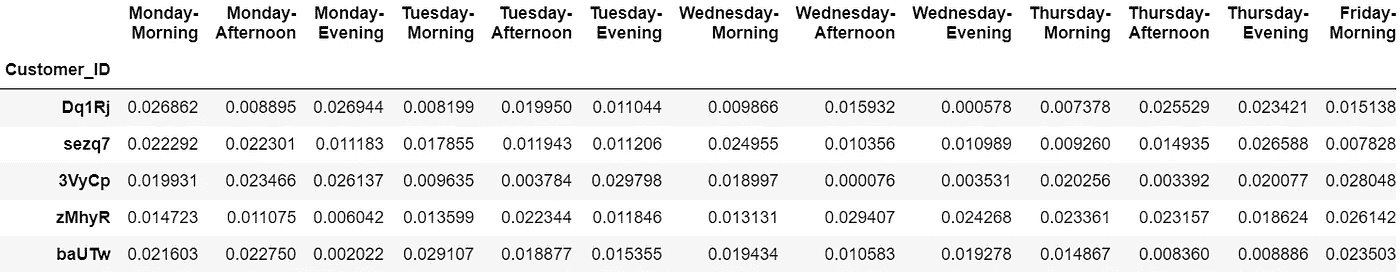 Monday- Monday- Monday- Tuesday- Tuesday- Tuesday- Wednesday- Wednesday- Wednesday- Thursday- Thursday- Thursday- Friday-
Morning Afternoon Evening Morning Afternoon Evening Morning Afternoon Evening Morning Afternoon Evening Morning
Customer_ID
Dq1Rj 0.026862 0.008895 0.026944 0.008199 0.019950 0.011044 0.009866 0.015932 0.000578 0.007378 0.025529 0.023421 0.015138
sezq7 0.022292 0.022301 0.011183 0.017855 0.011943 0.011206 0.024955 0.010356 0.010989 0.009260 0.014935 0.026588 0.007828
3VyCp 0.019931 0.023466 0.026137 0.009635 0.003784 0.029798 0.018997 0.000076 0.003531 0.020256 0.003392 0.020077 0.028048
zMhyR 0.014723 0.011075 0.006042 0.013599 0.022344 0.011846 0.013131 0.029407 0.024268 0.023361 0.023157 0.018624 0.026142
baUTw 0.021603 0.022750 0.002022 0.029107 0.018877 0.015355 0.019434 0.010583 0.019278 0.014867 0.008360 0.008886 0.023503